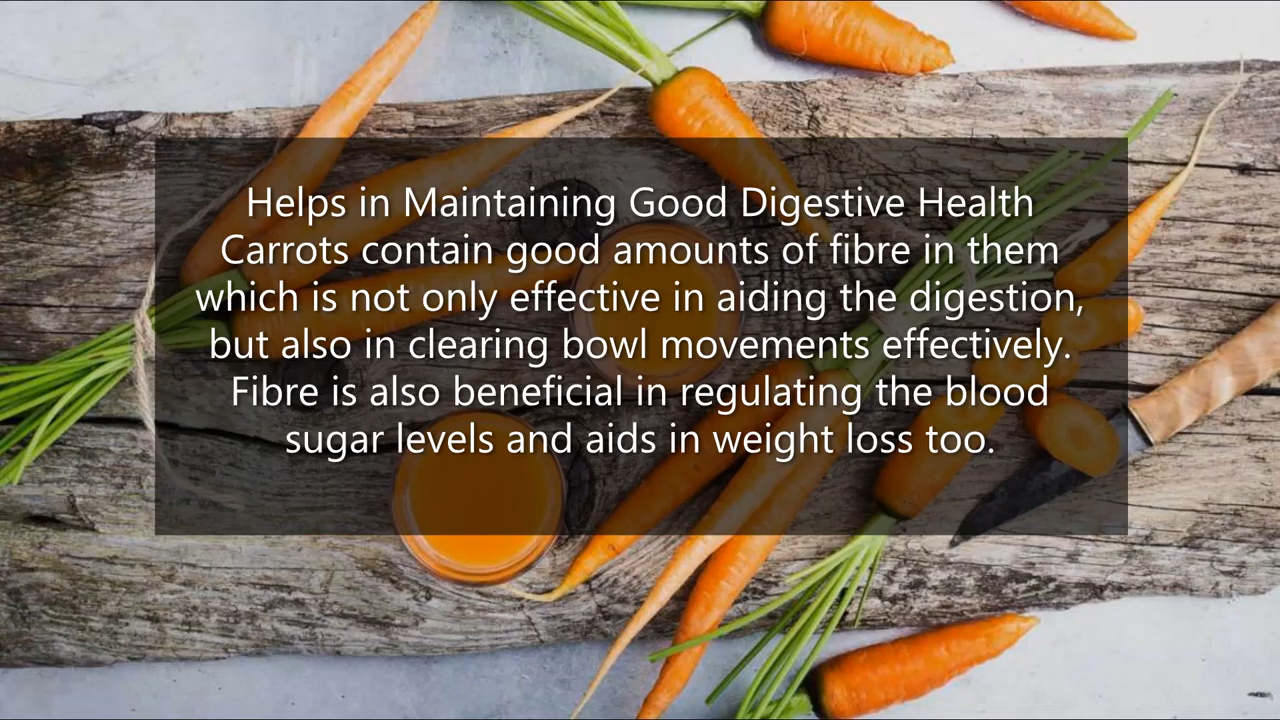 Helps in Maintaining Good Digestive Health
Carrots contain good amounts of fibre in them
which is not only effective in aiding the digestion,
but also in clearing bowl movements effectively.
Fibre is also beneficial in regulating the blood
sugar levels and aids in weight loss too.